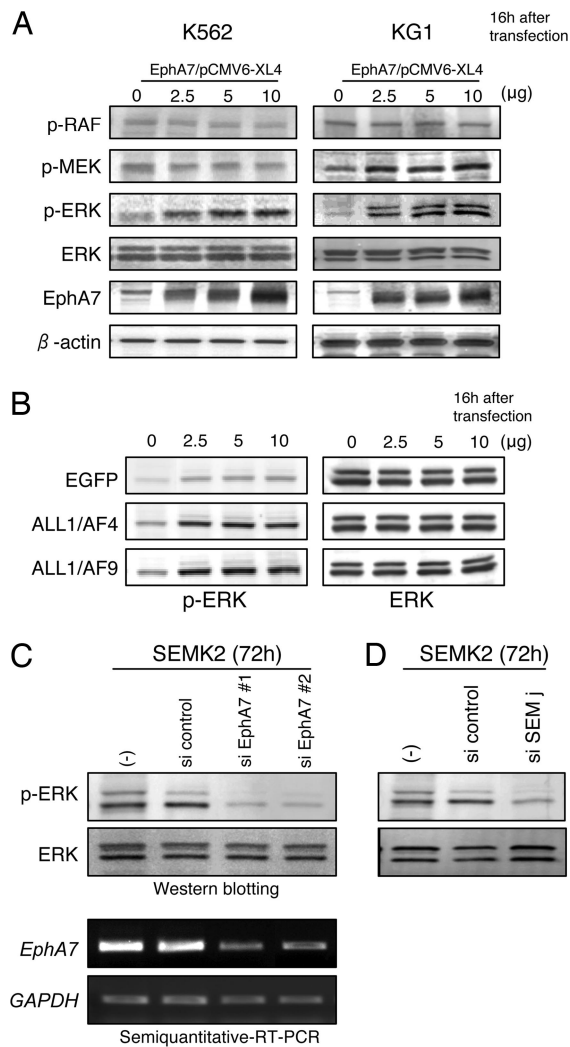 A
K562
KG1
16h after
transfection
EphA7/pCMV6-XL4
EphA7/pCMV6-XL4
0 2.5 5 10
0 2.5 5 10 (μg)
p-RAF
p-MEK
p-ERK
ERK
EphA7
β-actin
B
16h after
transfection
0 2.5 5 10
0 2.5 5 10 (μg)
EGFP
ALL1/AF4
ALL1/AF9
p-ERK
ERK
C
SEMK2 (72h)
(-)
si control
si EphA7 #1
si EphA7 #2
p-ERK
ERK
Western blotting
EphA7
GAPDH
Semiquantitative-RT-PCR
D
SEMK2 (72h)
(-)
si control
si SEM j